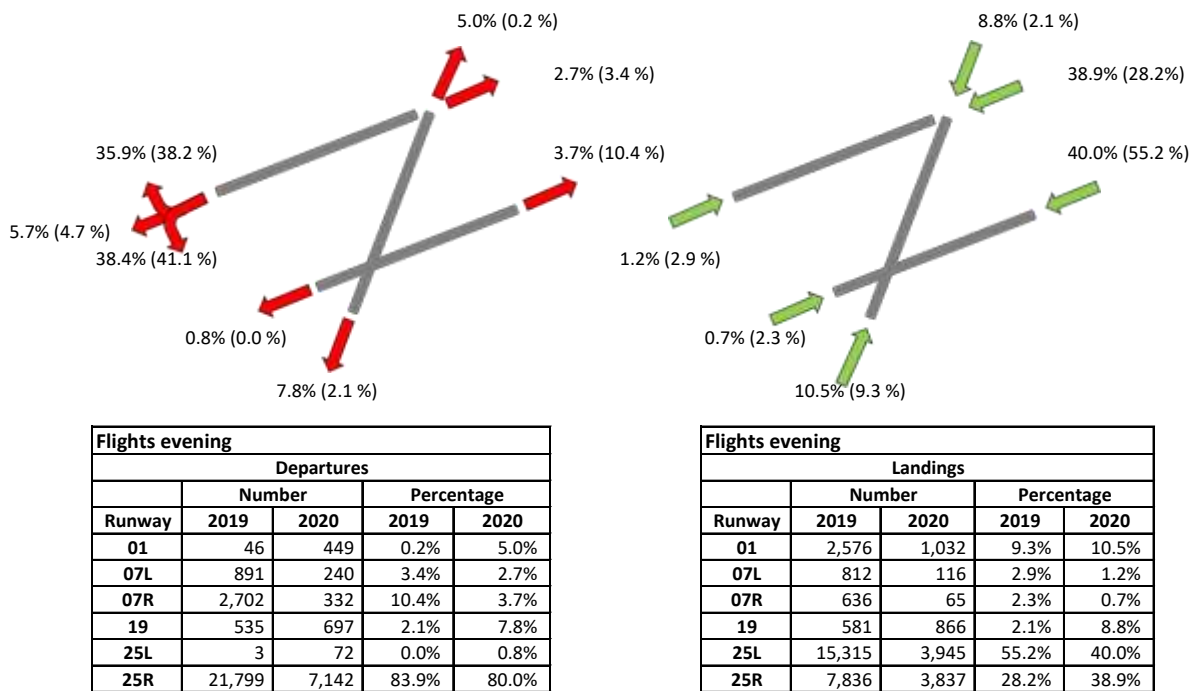 5.0% (0.2 %)
2.7% (3.4 %)
35.9% (38.2 %)
3.7% (10.4 %)
5.7% (4.7 %)
38.4% (41.1 %)
0.8% (0.0 %)
7.8% (2.1 %)
8.8% (2.1 %)
38.9% (28.2%)
40.0% (55.2 %)
1.2% (2.9 %)
0.7% (2.3 %)
10.5% (9.3 %)
Flights evening
Departures
Number Percentage
Runway 2019 2020 2019 2020
01 46 449 0.2% 5.0%
07L 891 240 3.4% 2.7%
07R 2,702 332 10.4% 3.7%
19 535 697 2.1% 7.8%
25L 3 72 0.0% 0.8%
25R 21,799 7,142 83.9% 80.0%
Flights evening
Landings
Number Percentage
Runway 2019 2020 2019 2020
01 2,576 1,032 9.3% 10.5%
07L 812 116 2.9% 1.2%
07R 636 65 2.3% 0.7%
19 581 866 2.1% 8.8%
25L 15,315 3,945 55.2% 40.0%
25R 7,836 3,837 28.2% 38.9%